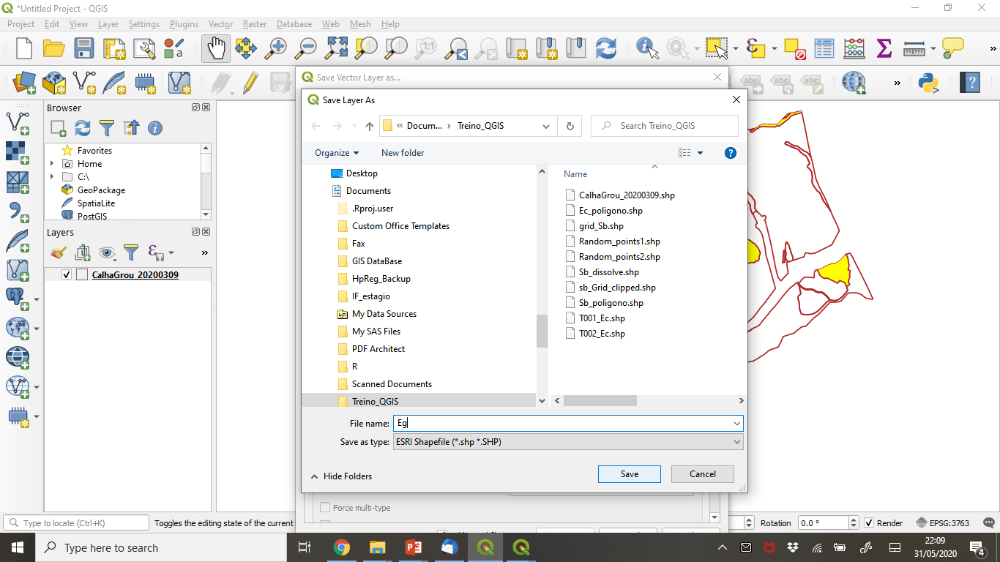 *Untitled Project - QGIS
Project Edit View Layer Settings Plugins Vector Raster Database Web Mesh Help
1:1
»
abc abc abc
»
Save Vector Layer as...
Browser
Favorites
Home
C:\
GeoPackage
SpatiaLite
PostGIS
Layers
»
CalhaGrou_20200309
Save Layer As
« Docum... › Treino_QGIS
Search Treino_QGIS
Organize
New folder
Desktop
Documents
.Rproj.user
Custom Office Templates
Fax
GIS DataBase
HpReg_Backup
IF_estagio
My Data Sources
My SAS Files
PDF Architect
R
Scanned Documents
Treino_QGIS
Name
CalhaGrou_20200309.shp
Ec_poligono.shp
grid_Sb.shp
Random_points1.shp
Random_points2.shp
Sb_dissolve.shp
sb_Grid_clipped.shp
Sb_poligono.shp
T001_Ec.shp
T002_Ec.shp
File name: Eg
Save as type: ESRI Shapefile (*.shp *.SHP)
Hide Folders
Save
Cancel
Force multi-type
Type to locate (Ctrl+K)
Toggles the editing state of the current
Rotation 0.0 °
Render
EPSG:3763
Type here to search
22:09
31/05/2020
4